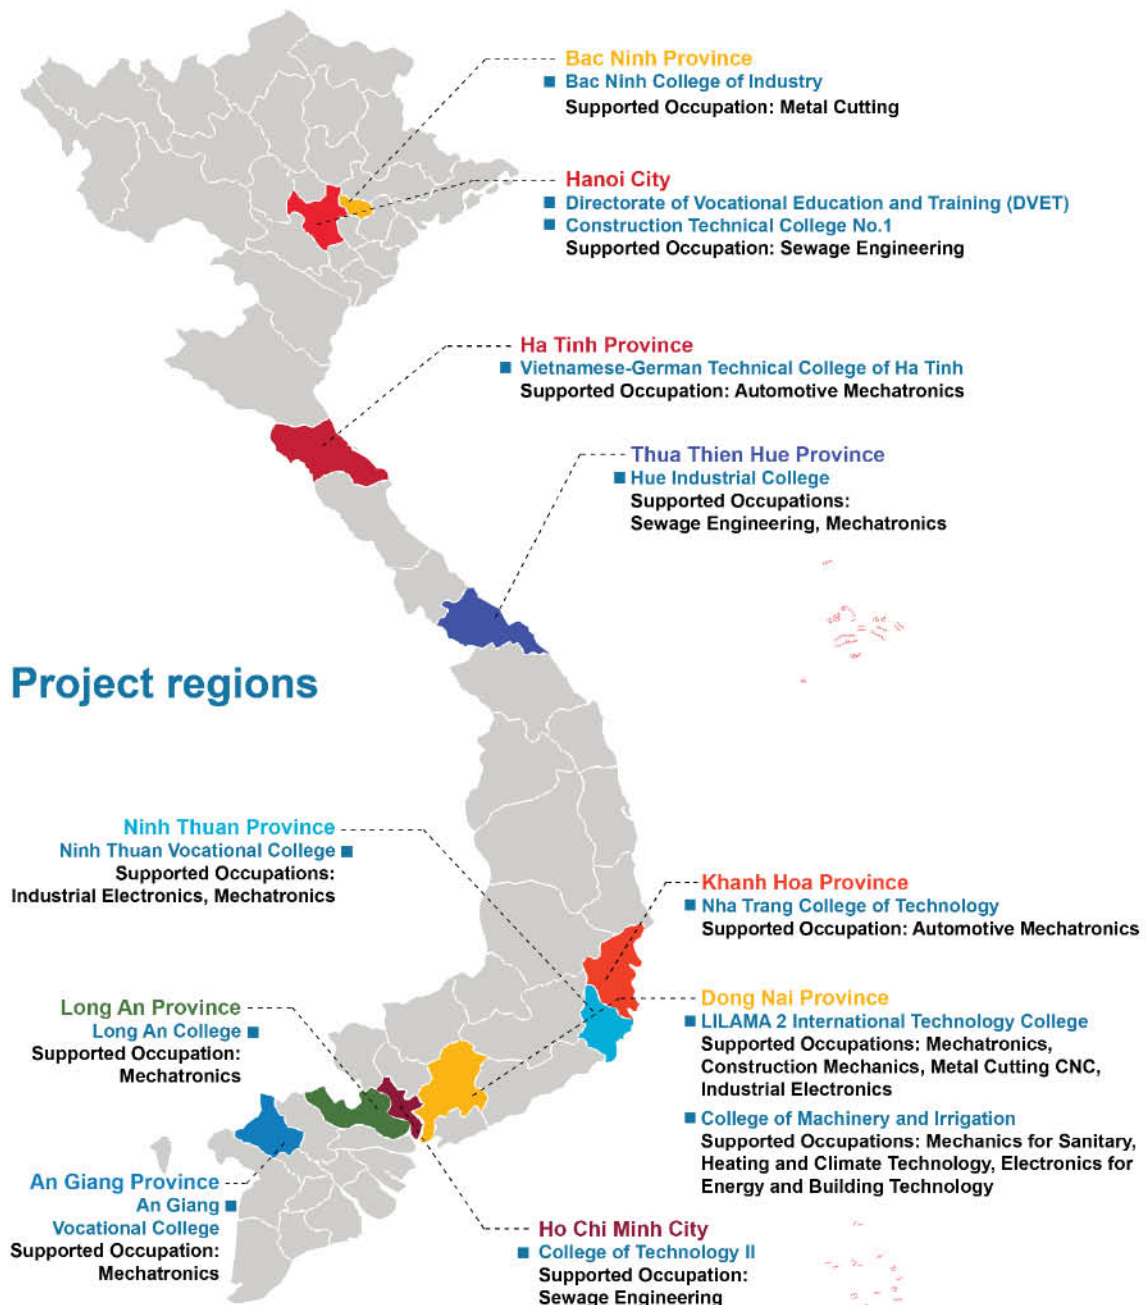 Bac Ninh Province
Bac Ninh College of Industry
Supported Occupation: Metal Cutting
Hanoi City
Directorate of Vocational Education and Training (DVET)
Construction Technical College No.1
Supported Occupation: Sewage Engineering
Ha Tinh Province
Vietnamese-German Technical College of Ha Tinh
Supported Occupation: Automotive Mechatronics
Thua Thien Hue Province
Hue Industrial College
Supported Occupations:
Sewage Engineering, Mechatronics
Project regions
Ninh Thuan Province
Ninh Thuan Vocational College
Supported Occupations:
Industrial Electronics, Mechatronics
Khanh Hoa Province
Nha Trang College of Technology
Supported Occupation: Automotive Mechatronics
Long An Province
Long An College
Supported Occupation:
Mechatronics
Dong Nai Province
LILAMA 2 International Technology College
Supported Occupations: Mechatronics,
Construction Mechanics, Metal Cutting CNC,
Industrial Electronics
College of Machinery and Irrigation
Supported Occupations: Mechanics for Sanitary,
Heating and Climate Technology, Electronics for
Energy and Building Technology
An Giang Province
An Giang
Vocational College
Supported Occupation:
Mechatronics
Ho Chi Minh City
College of Technology II
Supported Occupation:
Sewage Engineering